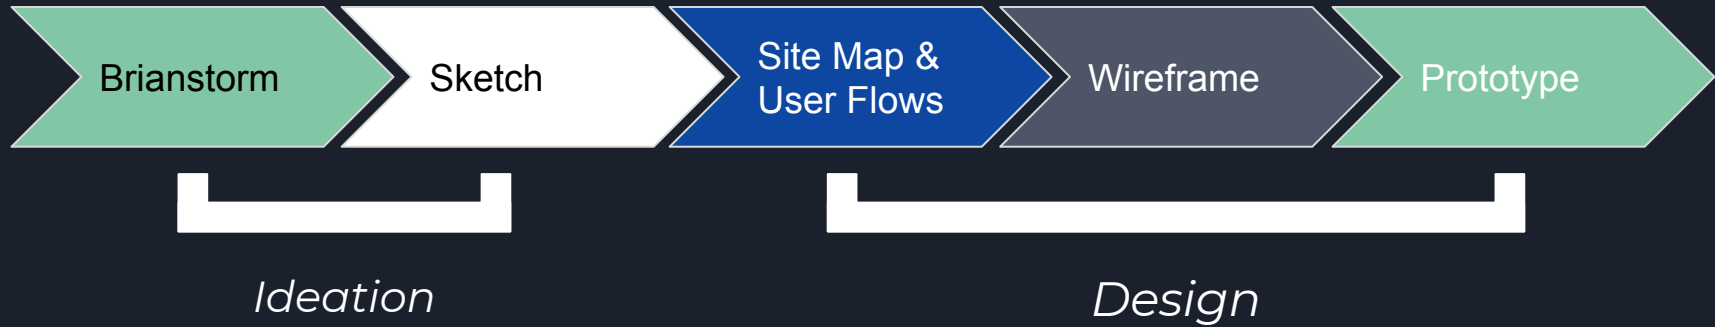 Brianstorm
Sketch
Site Map &
User Flows
Wireframe
Prototype
Ideation
Design